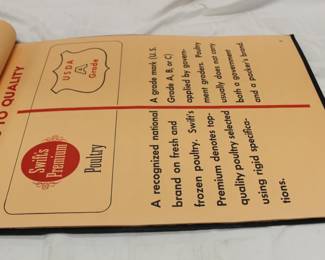 TO QUALITY
USDA
A
Grade
A grade mark (U. S.
Grade A, B, or C)
applied by govern-
ment graders. Poultry
usually does not carry
both a government
and a packer's brand.
Swift's
Premium
Poultry
A recognized national
brand on fresh and
frozen poultry. Swift's
Premium denotes top-
quality poultry selected
using rigid specifica-
tions.